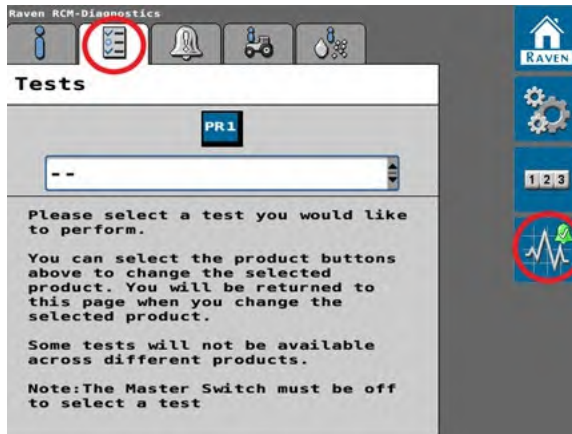 Raven RCM-Diagnostics
Tests
RAVEN
PR1
--
1 2 3
Please select a test you would like
to perform.
You can select the product buttons
above to change the selected
product. You will be returned to
this page when you change the
selected product.
Some tests will not be available
across different products.
Note:The Master Switch must be off
to select a test